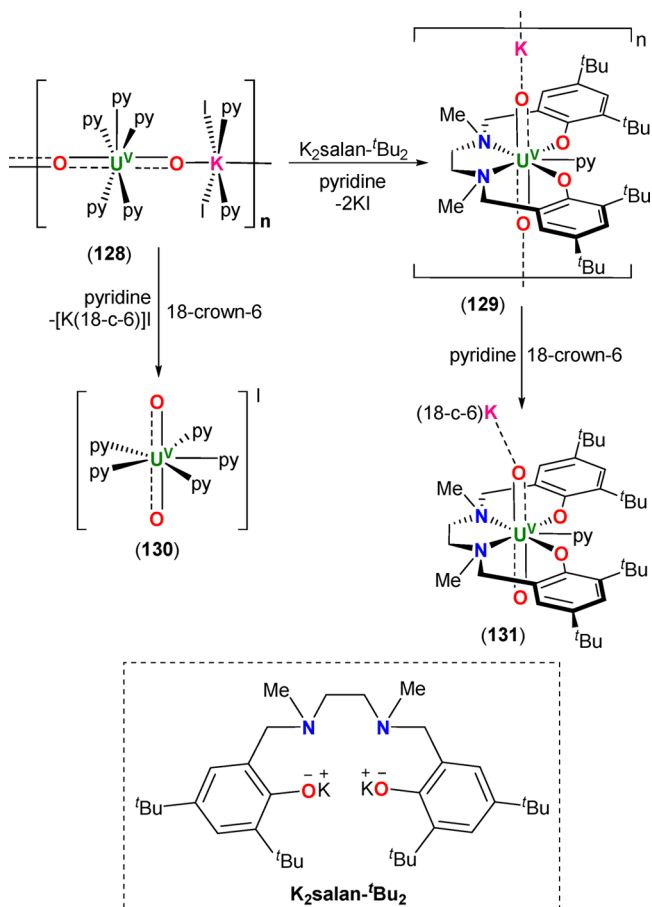 n
K
tBu
tBu
O
py py py I py
Me
N
O
O U^V O K
K2salan-tBu2
U^V
py
pyridine
N
O
-2KI
py py I py
n
Me
tBu
O
(128)
tBu
pyridine
-[K(18-c-6)]I
18-crown-6
(129)
pyridine
18-crown-6
O
I
(18-c-6)K
py py
U^V
py
py py
O
O
tBu
Me
tBu
N
O
(130)
U^V
py
N
O
Me
tBu
O
tBu
(131)
Me
Me
N
N
− +
OK
+ −
KO
tBu
tBu
tBu
tBu
K2salan-tBu2